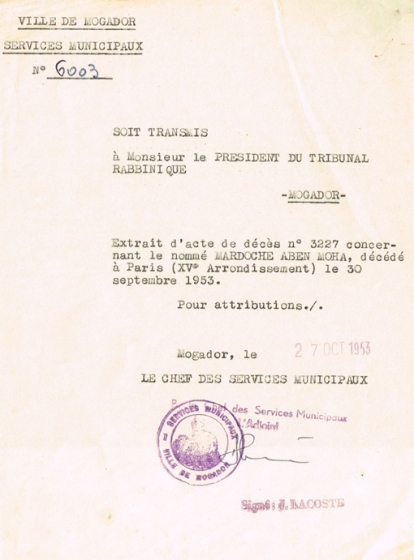 VILLE DE MOGADOR
SERVICES MUNICIPAUX
N° 6003
SOIT TRANSMIS
à Monsieur le PRESIDENT DU TRIBUNAL
RABBINIQUE
-MOGADOR-
Extrait d'acte de décès n° 3227 concer-
nant le nommé MARDOCHE ABEN MOHA, décédé
à Paris (XV° Arrondissement) le 30
septembre 1953.
Pour attributions./.
Mogador, le 27 OCT 1953
LE CHEF DES SERVICES MUNICIPAUX
des Services Municipaux
L'Adjoint
SERVICES MUNICIPAUX
VILLE DE MOGADOR
Signé: J. LACOSTE